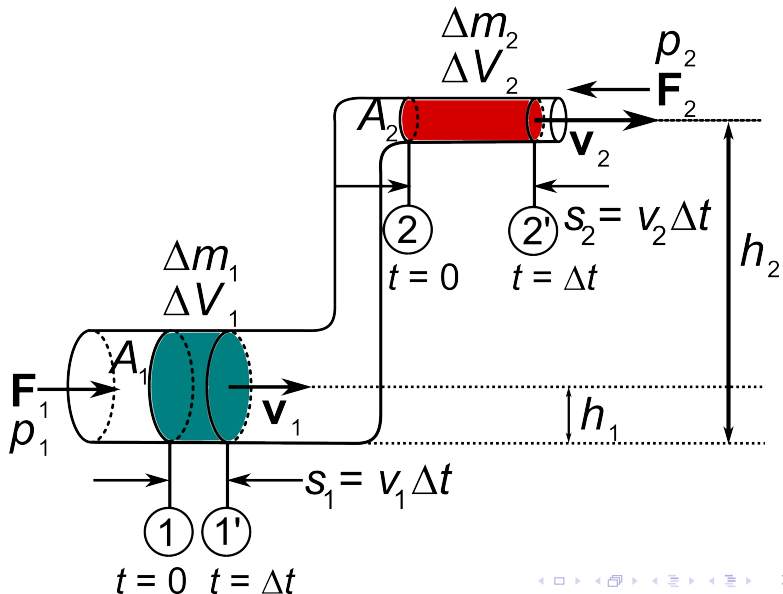 Δm₂
ΔV₂
p₂
F₂
A₂
v₂
2
2'
s₂ = v₂Δt
h₂
t = 0
t = Δt
Δm₁
ΔV₁
A₁
F₁
p₁
v₁
h₁
s₁ = v₁Δt
1
1'
t = 0
t = Δt